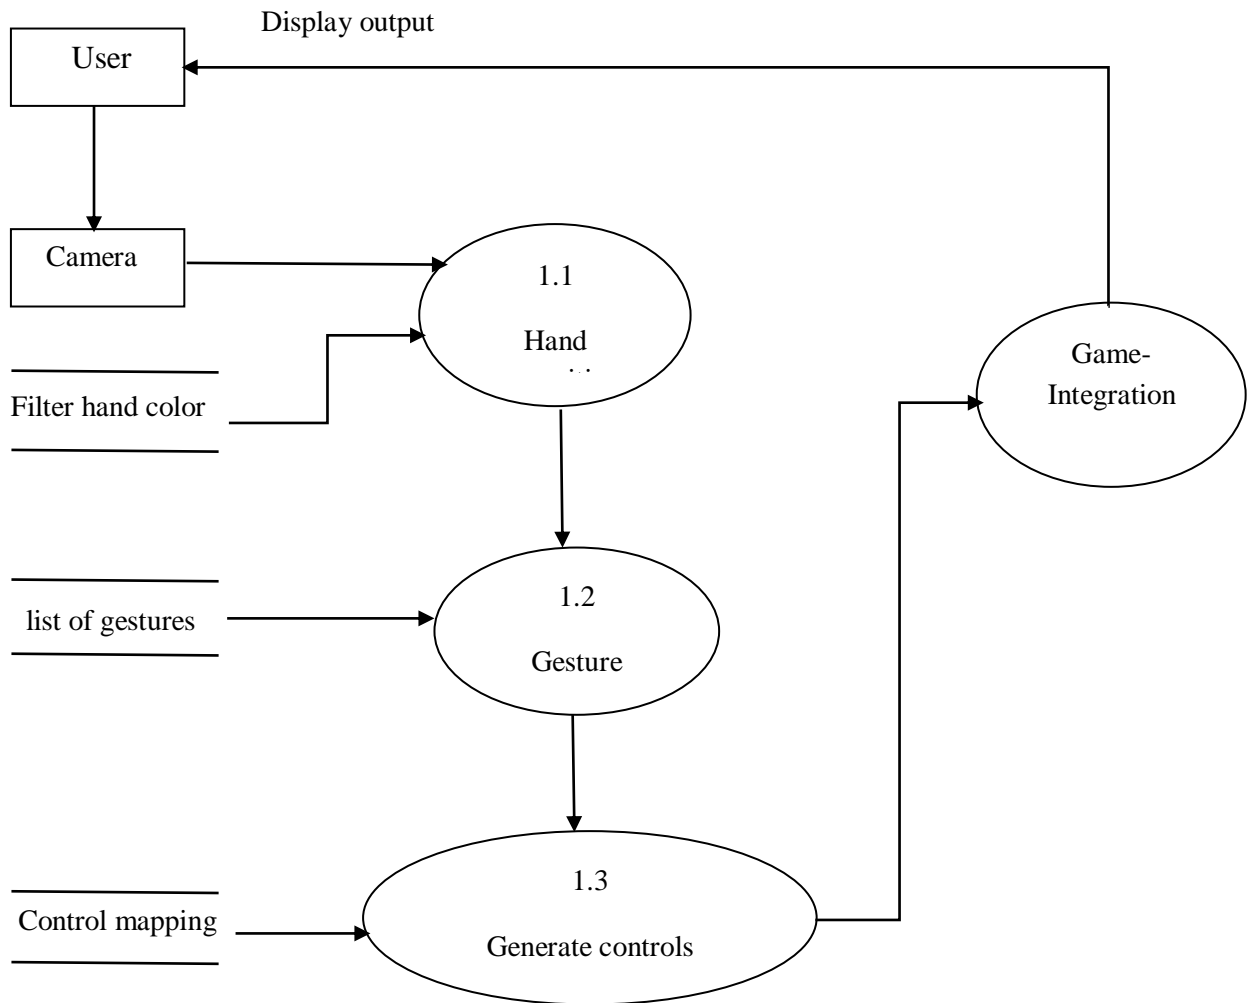 Display output
User
Camera
1.1
Hand
Filter hand color
Game-
Integration
1.2
Gesture
list of gestures
1.3
Generate controls
Control mapping